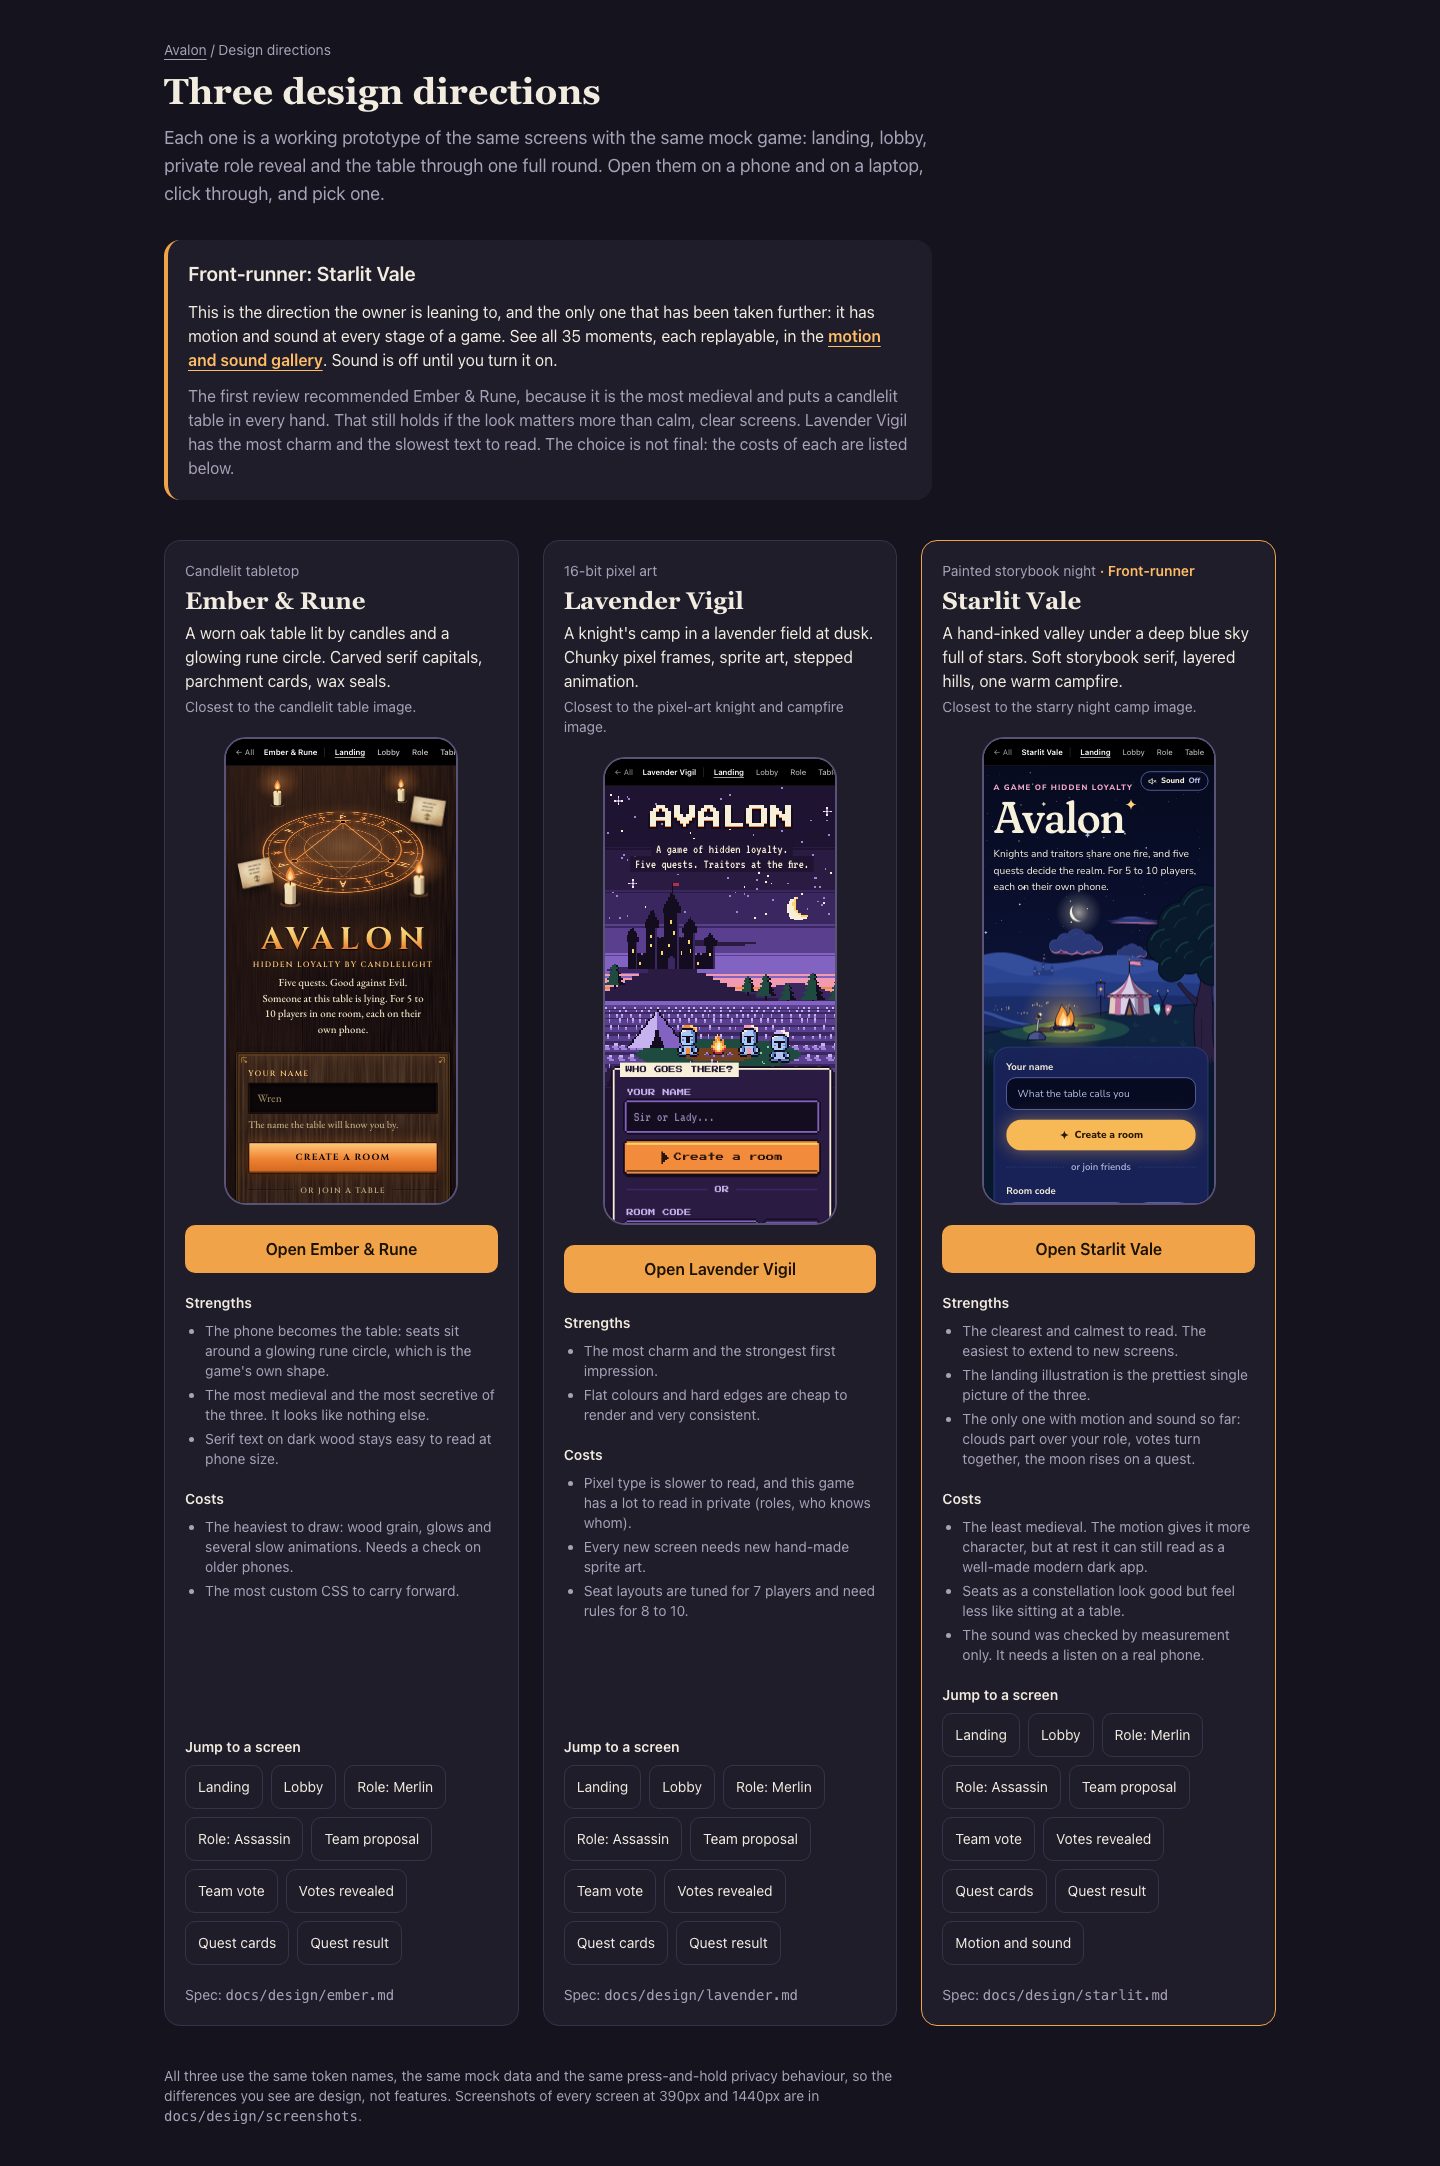 Avalon / Design directions
Three design directions
Each one is a working prototype of the same screens with the same mock game: landing, lobby,
private role reveal and the table through one full round. Open them on a phone and on a laptop,
click through, and pick one.
Front-runner: Starlit Vale
This is the direction the owner is leaning to, and the only one that has been taken further: it has
motion and sound at every stage of a game. See all 35 moments, each replayable, in the motion
and sound gallery. Sound is off until you turn it on.
The first review recommended Ember & Rune, because it is the most medieval and puts a candlelit
table in every hand. That still holds if the look matters more than calm, clear screens. Lavender Vigil
has the most charm and the slowest text to read. The choice is not final: the costs of each are listed
below.
Candlelit tabletop
Ember & Rune
A worn oak table lit by candles and a
glowing rune circle. Carved serif capitals,
parchment cards, wax seals.
Closest to the candlelit table image.
← All Ember & Rune Landing Lobby Role Tabl
AVALON
HIDDEN LOYALTY BY CANDLELIGHT
Five quests. Good against Evil.
Someone at this table is lying. For 5 to
10 players in one room, each on their
own phone.
YOUR NAME
Wren
The name the table will know you by.
CREATE A ROOM
OR JOIN A TABLE
Open Ember & Rune
Strengths
• The phone becomes the table: seats sit
around a glowing rune circle, which is the
game's own shape.
• The most medieval and the most secretive of
the three. It looks like nothing else.
• Serif text on dark wood stays easy to read at
phone size.
Costs
• The heaviest to draw: wood grain, glows and
several slow animations. Needs a check on
older phones.
• The most custom CSS to carry forward.
Jump to a screen
Landing Lobby Role: Merlin
Role: Assassin Team proposal
Team vote Votes revealed
Quest cards Quest result
Spec: docs/design/ember.md
16-bit pixel art
Lavender Vigil
A knight's camp in a lavender field at dusk.
Chunky pixel frames, sprite art, stepped
animation.
Closest to the pixel-art knight and campfire
image.
← All Lavender Vigil Landing Lobby Role Tabl
AVALON
A game of hidden loyalty.
Five quests. Traitors at the fire.
WHO GOES THERE?
YOUR NAME
Sir or Lady...
Create a room
OR
ROOM CODE
Open Lavender Vigil
Strengths
• The most charm and the strongest first
impression.
• Flat colours and hard edges are cheap to
render and very consistent.
Costs
• Pixel type is slower to read, and this game
has a lot to read in private (roles, who knows
whom).
• Every new screen needs new hand-made
sprite art.
• Seat layouts are tuned for 7 players and need
rules for 8 to 10.
Jump to a screen
Landing Lobby Role: Merlin
Role: Assassin Team proposal
Team vote Votes revealed
Quest cards Quest result
Spec: docs/design/lavender.md
Painted storybook night · Front-runner
Starlit Vale
A hand-inked valley under a deep blue sky
full of stars. Soft storybook serif, layered
hills, one warm campfire.
Closest to the starry night camp image.
← All Starlit Vale Landing Lobby Role Table
Sound Off
A GAME OF HIDDEN LOYALTY
Avalon
Knights and traitors share one fire, and five
quests decide the realm. For 5 to 10 players,
each on their own phone.
Your name
What the table calls you
Create a room
or join friends
Room code
Open Starlit Vale
Strengths
• The clearest and calmest to read. The
easiest to extend to new screens.
• The landing illustration is the prettiest single
picture of the three.
• The only one with motion and sound so far:
clouds part over your role, votes turn
together, the moon rises on a quest.
Costs
• The least medieval. The motion gives it more
character, but at rest it can still read as a
well-made modern dark app.
• Seats as a constellation look good but feel
less like sitting at a table.
• The sound was checked by measurement
only. It needs a listen on a real phone.
Jump to a screen
Landing Lobby Role: Merlin
Role: Assassin Team proposal
Team vote Votes revealed
Quest cards Quest result
Motion and sound
Spec: docs/design/starlit.md
All three use the same token names, the same mock data and the same press-and-hold privacy behaviour, so the
differences you see are design, not features. Screenshots of every screen at 390px and 1440px are in
docs/design/screenshots.